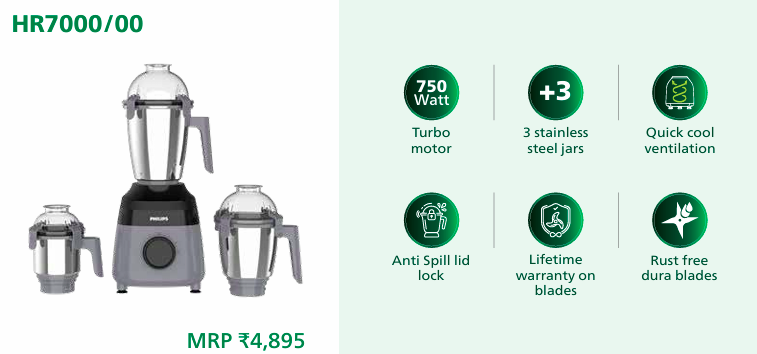 HR7000/00
PHILIPS
MRP ₹4,895
750
Watt
Turbo
motor
+3
3 stainless
steel jars
Quick cool
ventilation
Anti Spill lid
lock
Lifetime
warranty on
blades
Rust free
dura blades